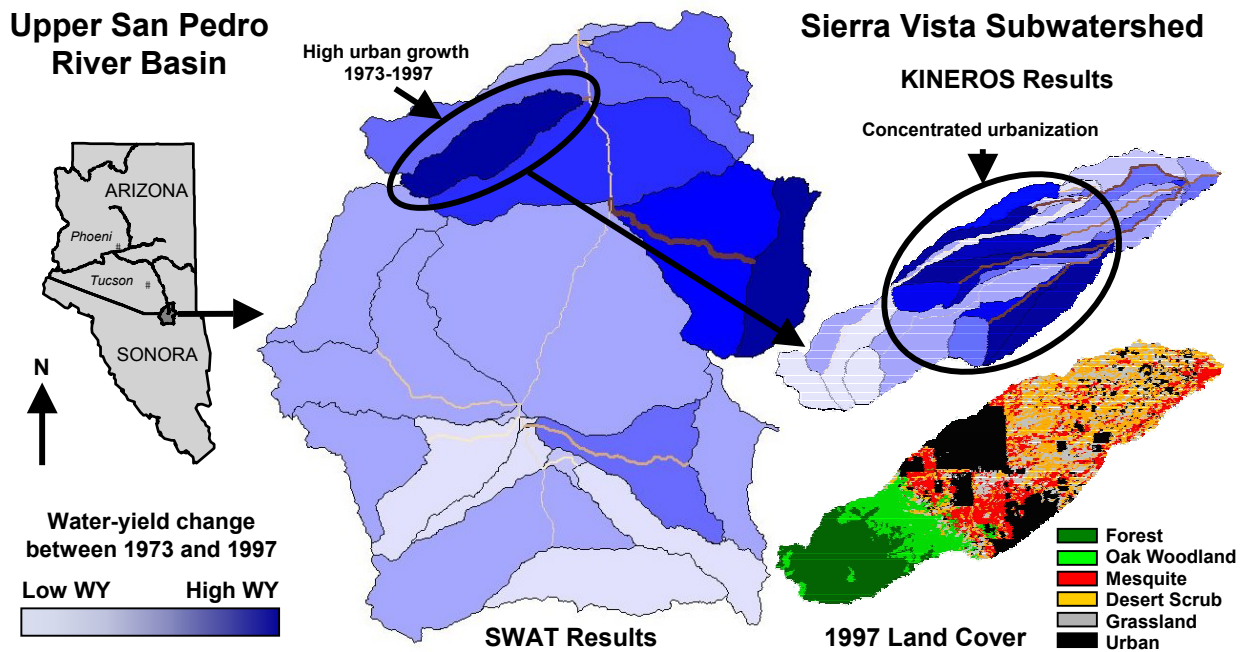 Upper San Pedro
River Basin
High urban growth
1973-1997
Sierra Vista Subwatershed
KINEROS Results
Concentrated urbanization
ARIZONA
Phoeni
#
Tucson
#
SONORA
N
Water-yield change
between 1973 and 1997
Low WY
High WY
SWAT Results
1997 Land Cover
Forest
Oak Woodland
Mesquite
Desert Scrub
Grassland
Urban